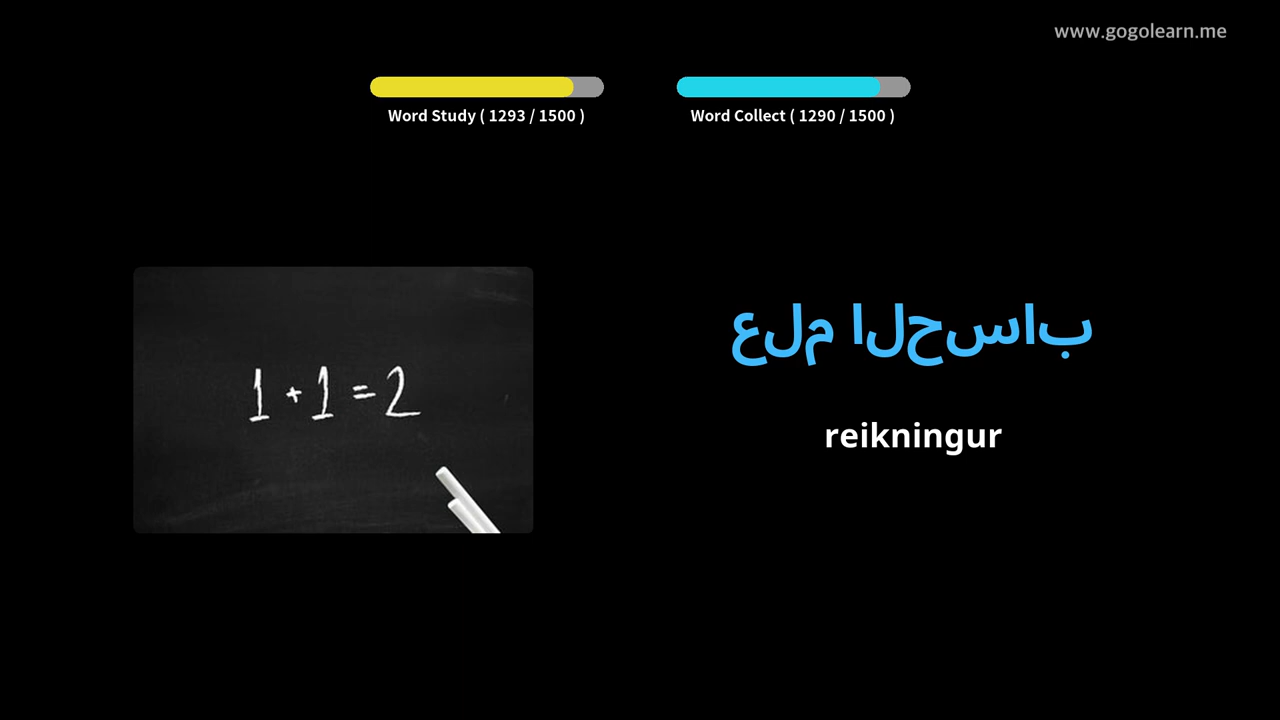 www.gogolearn.me
Word Study ( 1293 / 1500 )
Word Collect ( 1290 / 1500 )
علم الحساب
reikningur
1 + 1 = 2